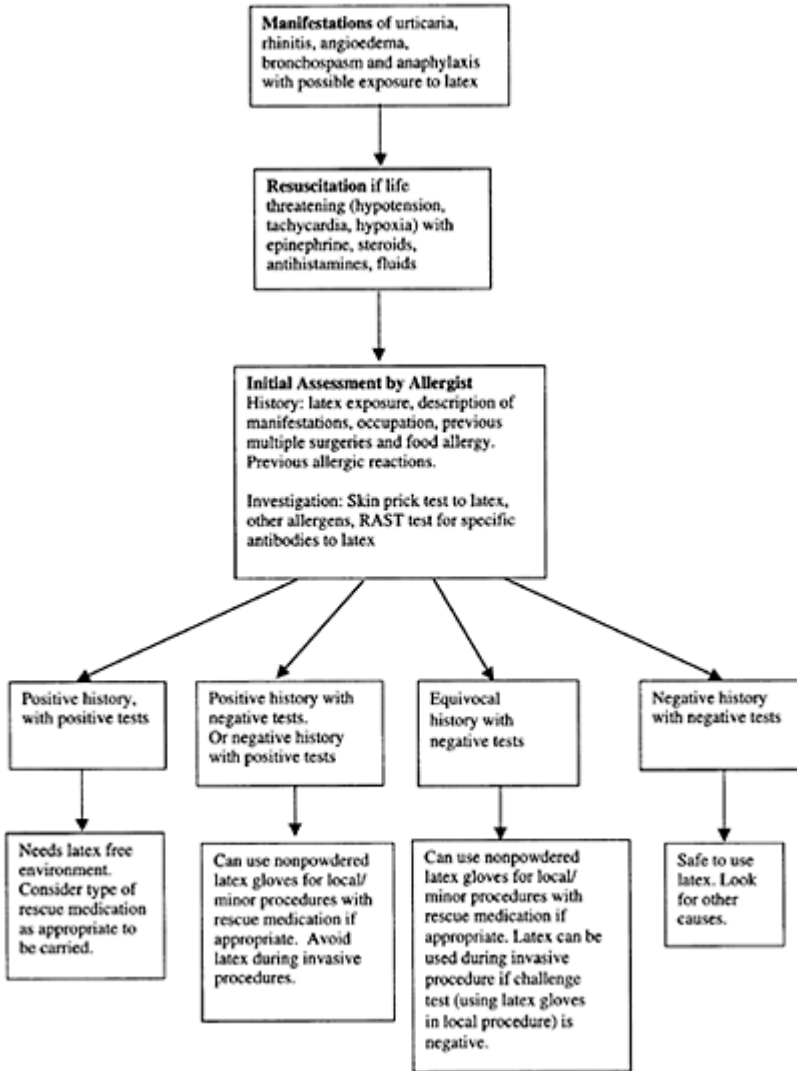 Manifestations of urticaria,
rhinitis, angioedema,
bronchospasm and anaphylaxis
with possible exposure to latex
Resuscitation if life
threatening (hypotension,
tachycardia, hypoxia) with
epinephrine, steroids,
antihistamines, fluids
Initial Assessment by Allergist
History: latex exposure, description of
manifestations, occupation, previous
multiple surgeries and food allergy.
Previous allergic reactions.
Investigation: Skin prick test to latex,
other allergens, RAST test for specific
antibodies to latex
Positive history,
with positive tests
Positive history with
negative tests.
Or negative history
with positive tests
Equivocal
history with
negative tests
Negative history
with negative tests
Needs latex free
environment.
Consider type of
rescue medication
as appropriate to
be carried.
Can use nonpowdered
latex gloves for local/
minor procedures with
rescue medication if
appropriate. Avoid
latex during invasive
procedures.
Can use nonpowdered
latex gloves for local/
minor procedures with
rescue medication if
appropriate. Latex can be
used during invasive
procedure if challenge
test (using latex gloves
in local procedure) is
negative.
Safe to use
latex. Look
for other
causes.